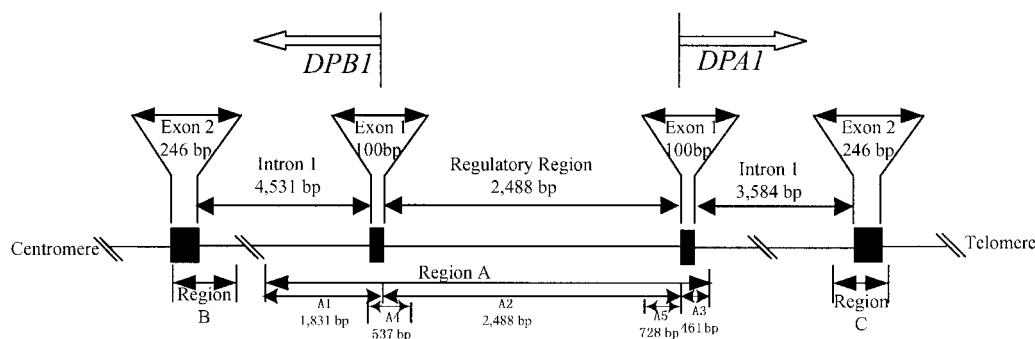 DPB1
DPA1
Exon 2
246 bp
Exon 1
100bp
Exon 1
100bp
Exon 2
246 bp
Intron 1
4,531 bp
Regulatory Region
2,488 bp
Intron 1
3,584 bp
Centromere
Telomere
Region A
Region
B
A1
1,831 bp
A4
537 bp
A2
2,488 bp
A5
728 bp
A3
461 bp
Region
C